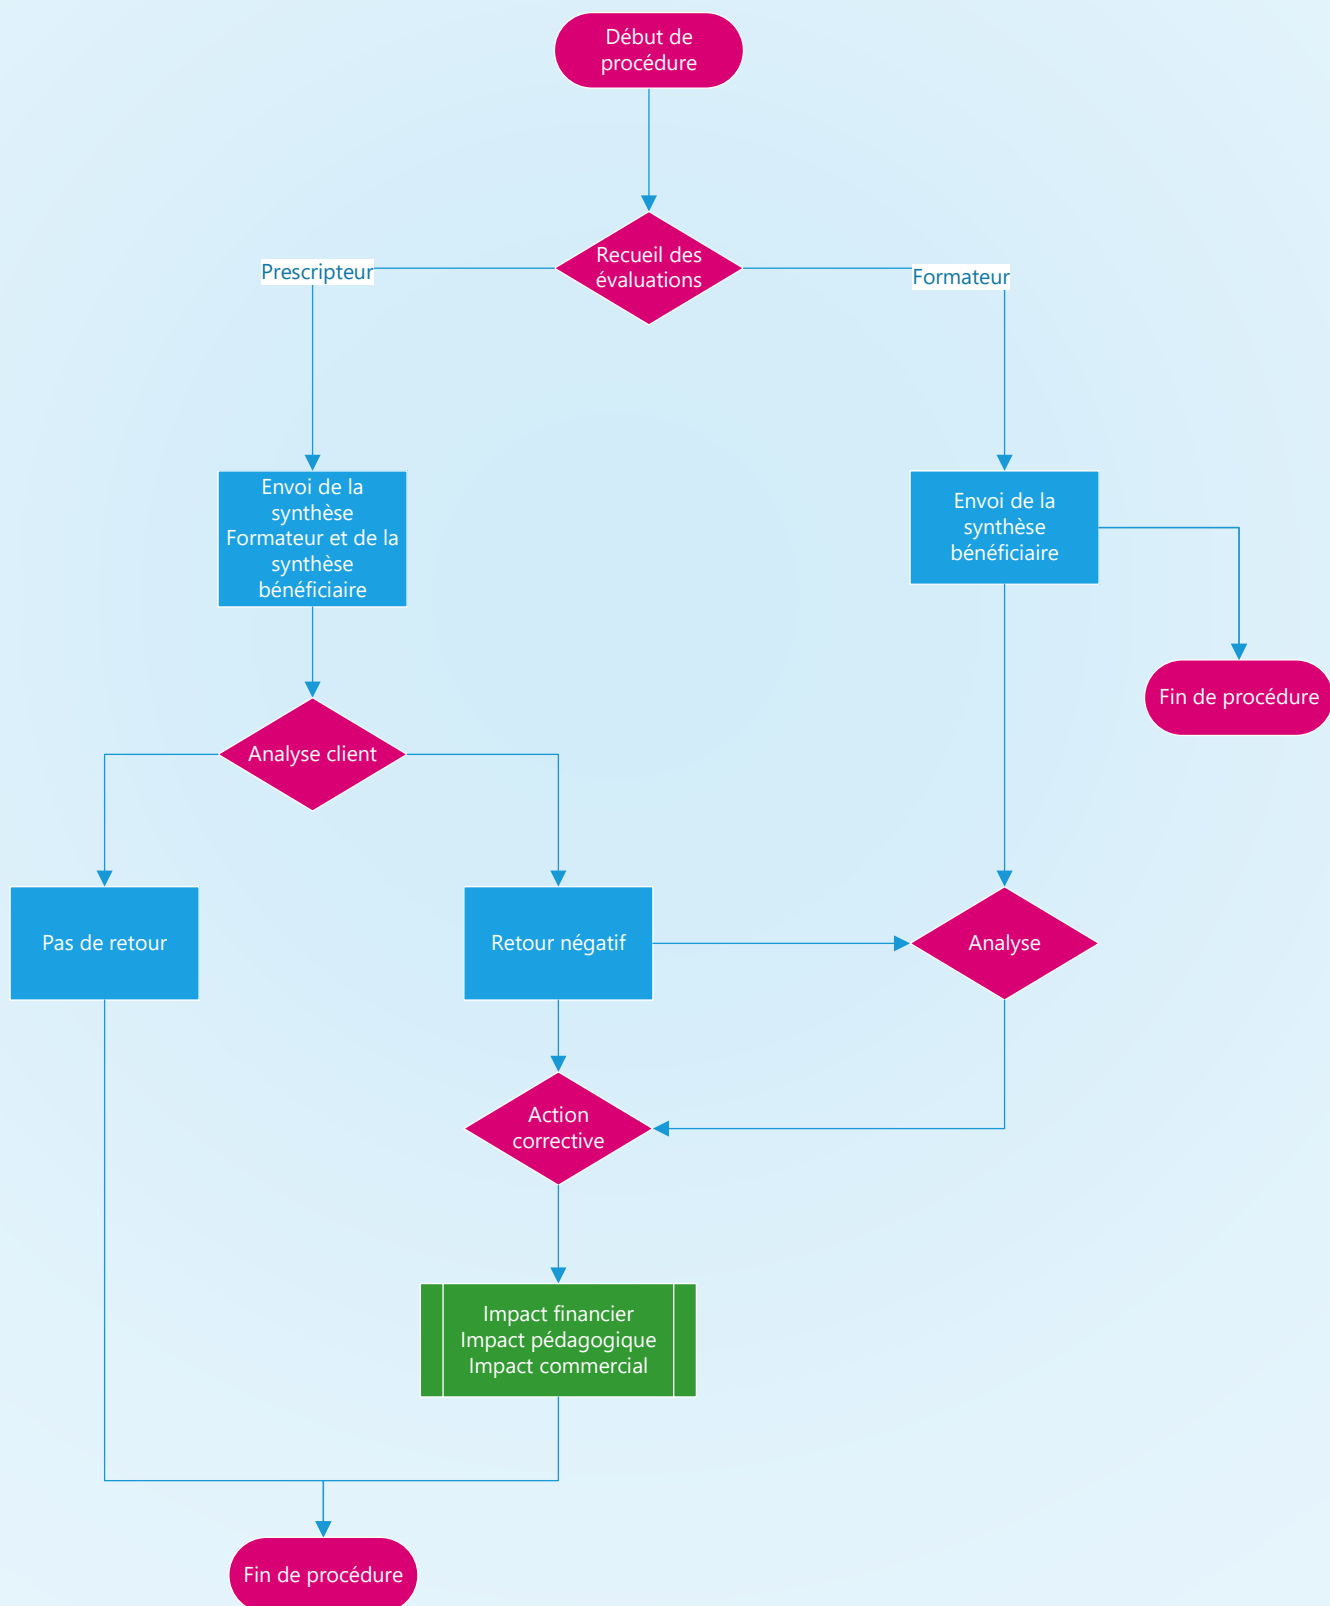 Début de
procédure
Recueil des
évaluations
Prescripteur
Formateur
Envoi de la
synthèse
Formateur et de la
synthèse
bénéficiaire
Envoi de la
synthèse
bénéficiaire
Fin de procédure
Analyse client
Pas de retour
Retour négatif
Analyse
Action
corrective
Impact financier
Impact pédagogique
Impact commercial
Fin de procédure